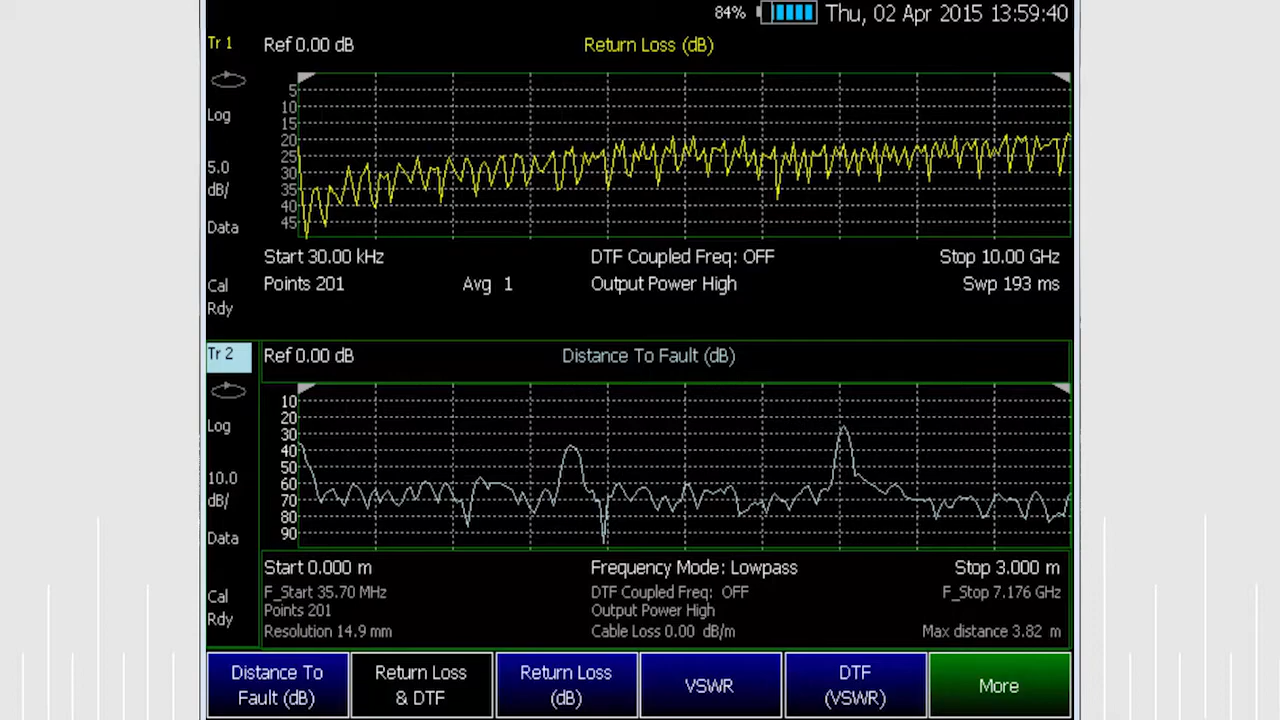 84% Thu, 02 Apr 2015 13:59:40
Tr 1 Ref 0.00 dB Return Loss (dB)
Log
5.0
dB/
Data
5
10
15
20
25
30
35
40
45
Start 30.00 kHz DTF Coupled Freq: OFF Stop 10.00 GHz
Points 201 Avg 1 Output Power High Swp 193 ms
Cal
Rdy
Tr 2 Ref 0.00 dB Distance To Fault (dB)
Log
10.0
dB/
Data
10
20
30
40
50
60
70
80
90
Start 0.000 m Frequency Mode: Lowpass Stop 3.000 m
F_Start 35.70 MHz DTF Coupled Freq: OFF F_Stop 7.176 GHz
Points 201 Output Power High
Resolution 14.9 mm Cable Loss 0.00 dB/m Max distance 3.82 m
Cal
Rdy
Distance To
Fault (dB)
Return Loss
& DTF
Return Loss
(dB)
VSWR
DTF
(VSWR)
More